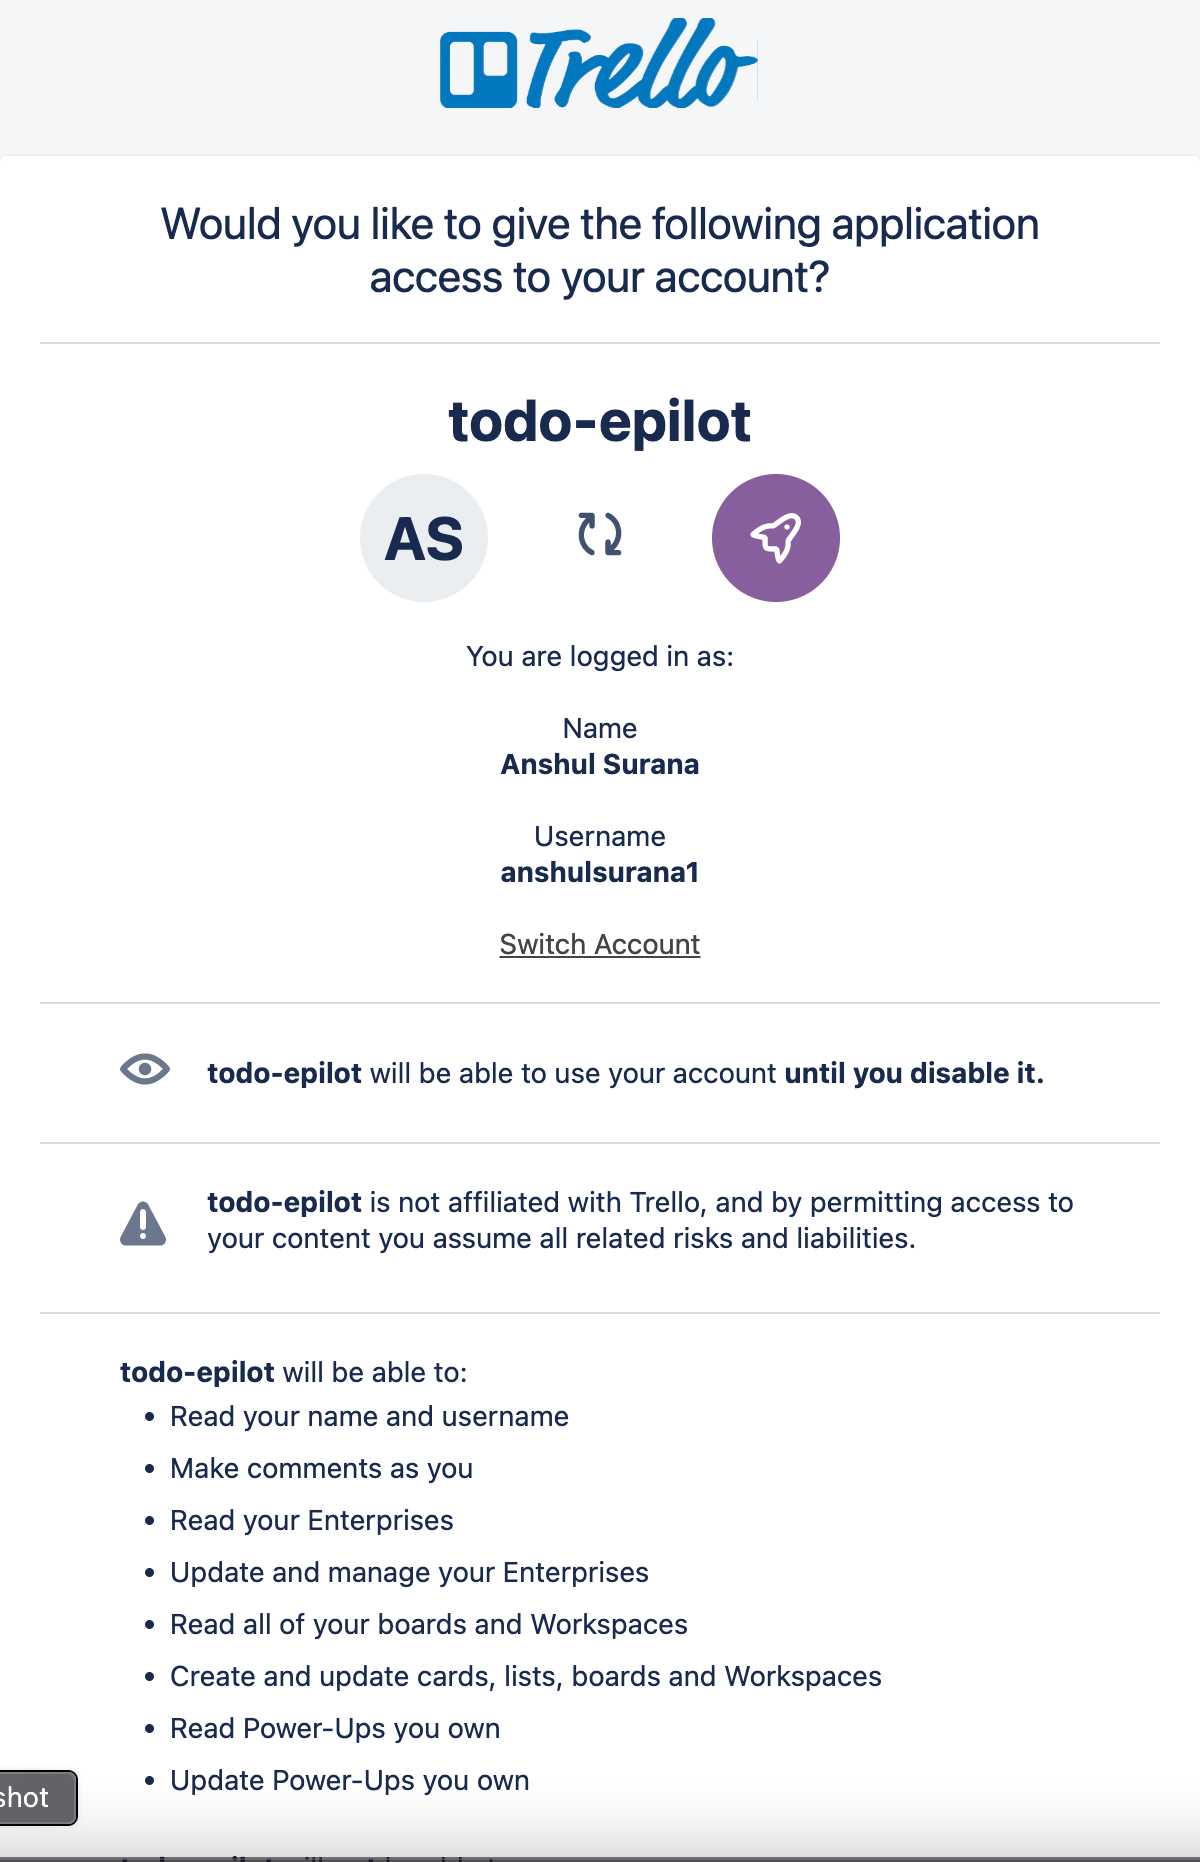 Trello
Would you like to give the following application
access to your account?
todo-epilot
AS
You are logged in as:
Name
Anshul Surana
Username
anshulsurana1
Switch Account
todo-epilot will be able to use your account until you disable it.
todo-epilot is not affiliated with Trello, and by permitting access to
your content you assume all related risks and liabilities.
todo-epilot will be able to:
• Read your name and username
• Make comments as you
• Read your Enterprises
• Update and manage your Enterprises
• Read all of your boards and Workspaces
• Create and update cards, lists, boards and Workspaces
• Read Power-Ups you own
• Update Power-Ups you own
shot